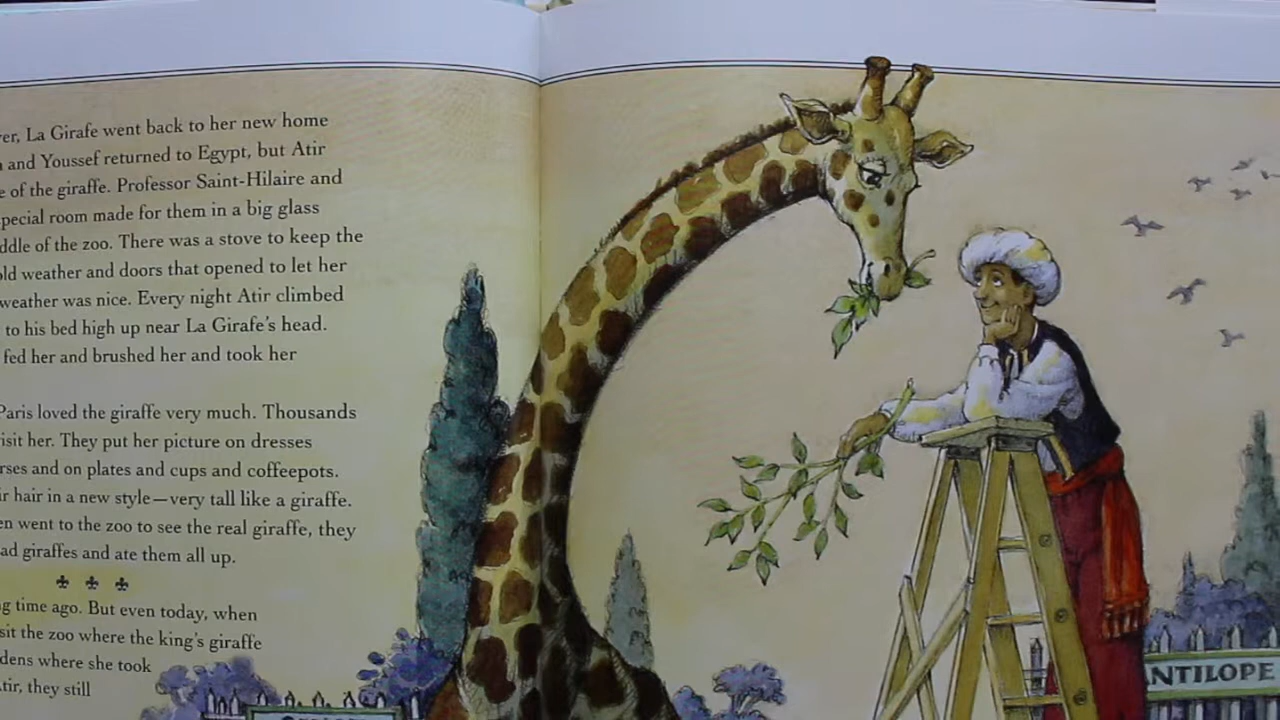 er, La Girafe went back to her new home
and Youssef returned to Egypt, but Atir
e of the giraffe. Professor Saint-Hilaire and
pecial room made for them in a big glass
ddle of the zoo. There was a stove to keep the
old weather and doors that opened to let her
weather was nice. Every night Atir climbed
to his bed high up near La Girafe's head.
fed her and brushed her and took her
Paris loved the giraffe very much. Thousands
isit her. They put her picture on dresses
rses and on plates and cups and coffeepots.
ir hair in a new style—very tall like a giraffe.
en went to the zoo to see the real giraffe, they
ad giraffes and ate them all up.
g time ago. But even today, when
sit the zoo where the king's giraffe
dens where she took
Atir, they still
ANTILOPE